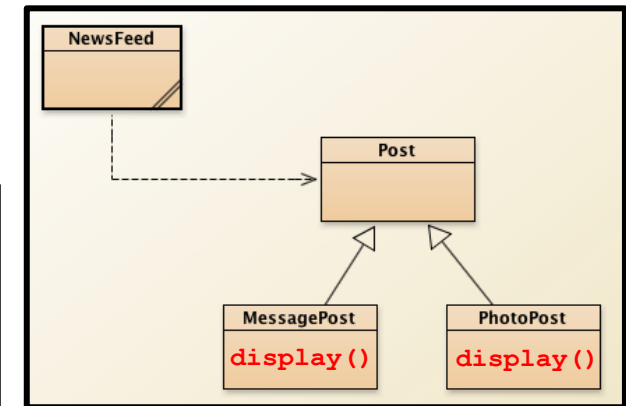 NewsFeed
Post
MessagePost
display()
PhotoPost
display()